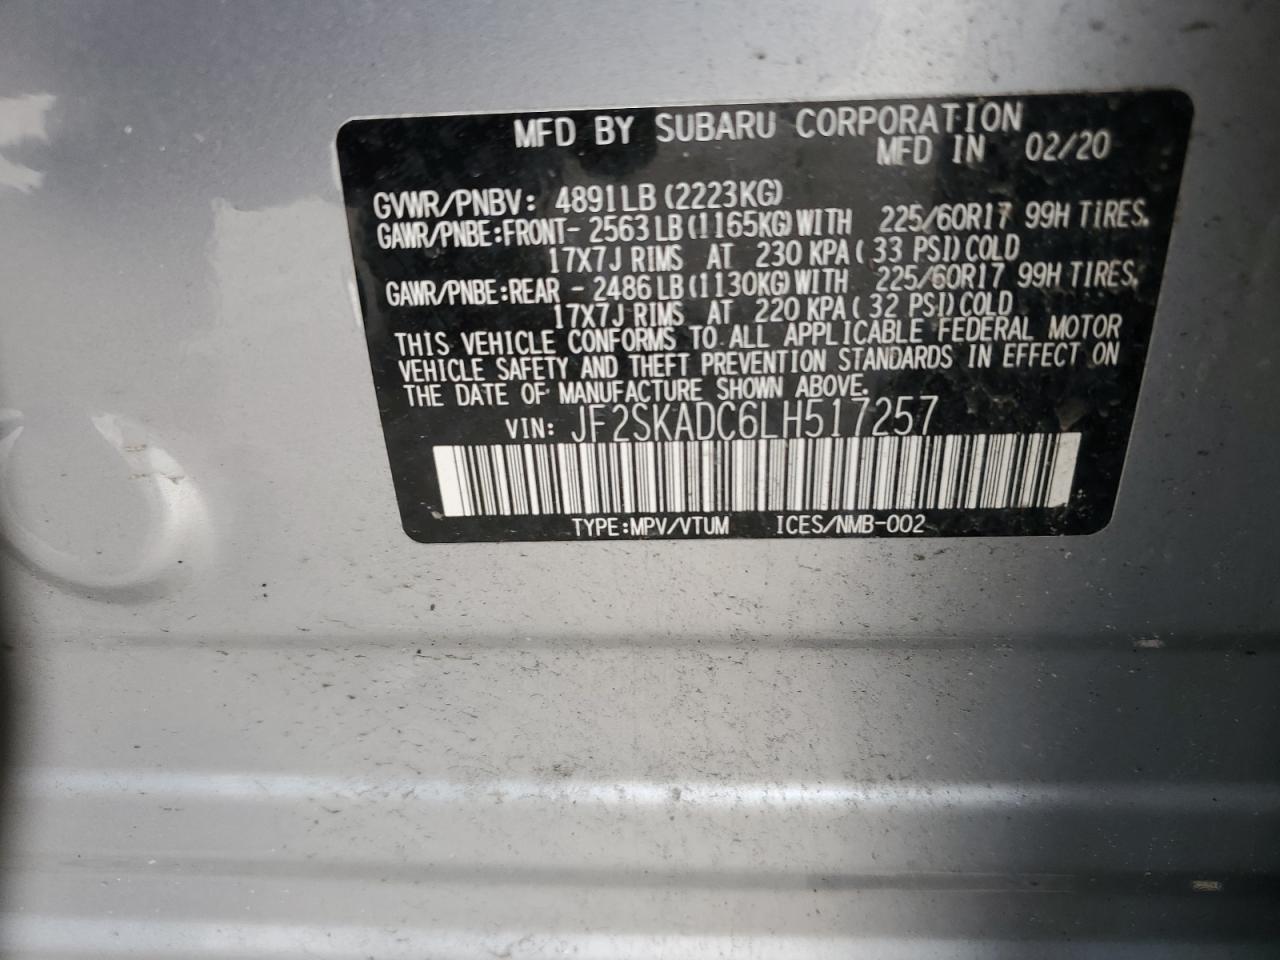 MFD BY SUBARU CORPORATION
MFD IN 02/20
GVWR/PNBV: 4891LB (2223KG)
GAWR/PNBE:FRONT- 2563 LB (1165KG) WITH 225/60R17 99H TIRES.
17X7J RIMS AT 230 KPA ( 33 PSI) COLD
GAWR/PNBE:REAR - 2486 LB (1130KG) WITH 225/60R17 99H TIRES.
17X7J RIMS AT 220 KPA ( 32 PSI) COLD
THIS VEHICLE CONFORMS TO ALL APPLICABLE FEDERAL MOTOR
VEHICLE SAFETY AND THEFT PREVENTION STANDARDS IN EFFECT ON
THE DATE OF MANUFACTURE SHOWN ABOVE.
VIN: JF2SKADC6LH517257
TYPE:MPV/VTUM ICES/NMB-002